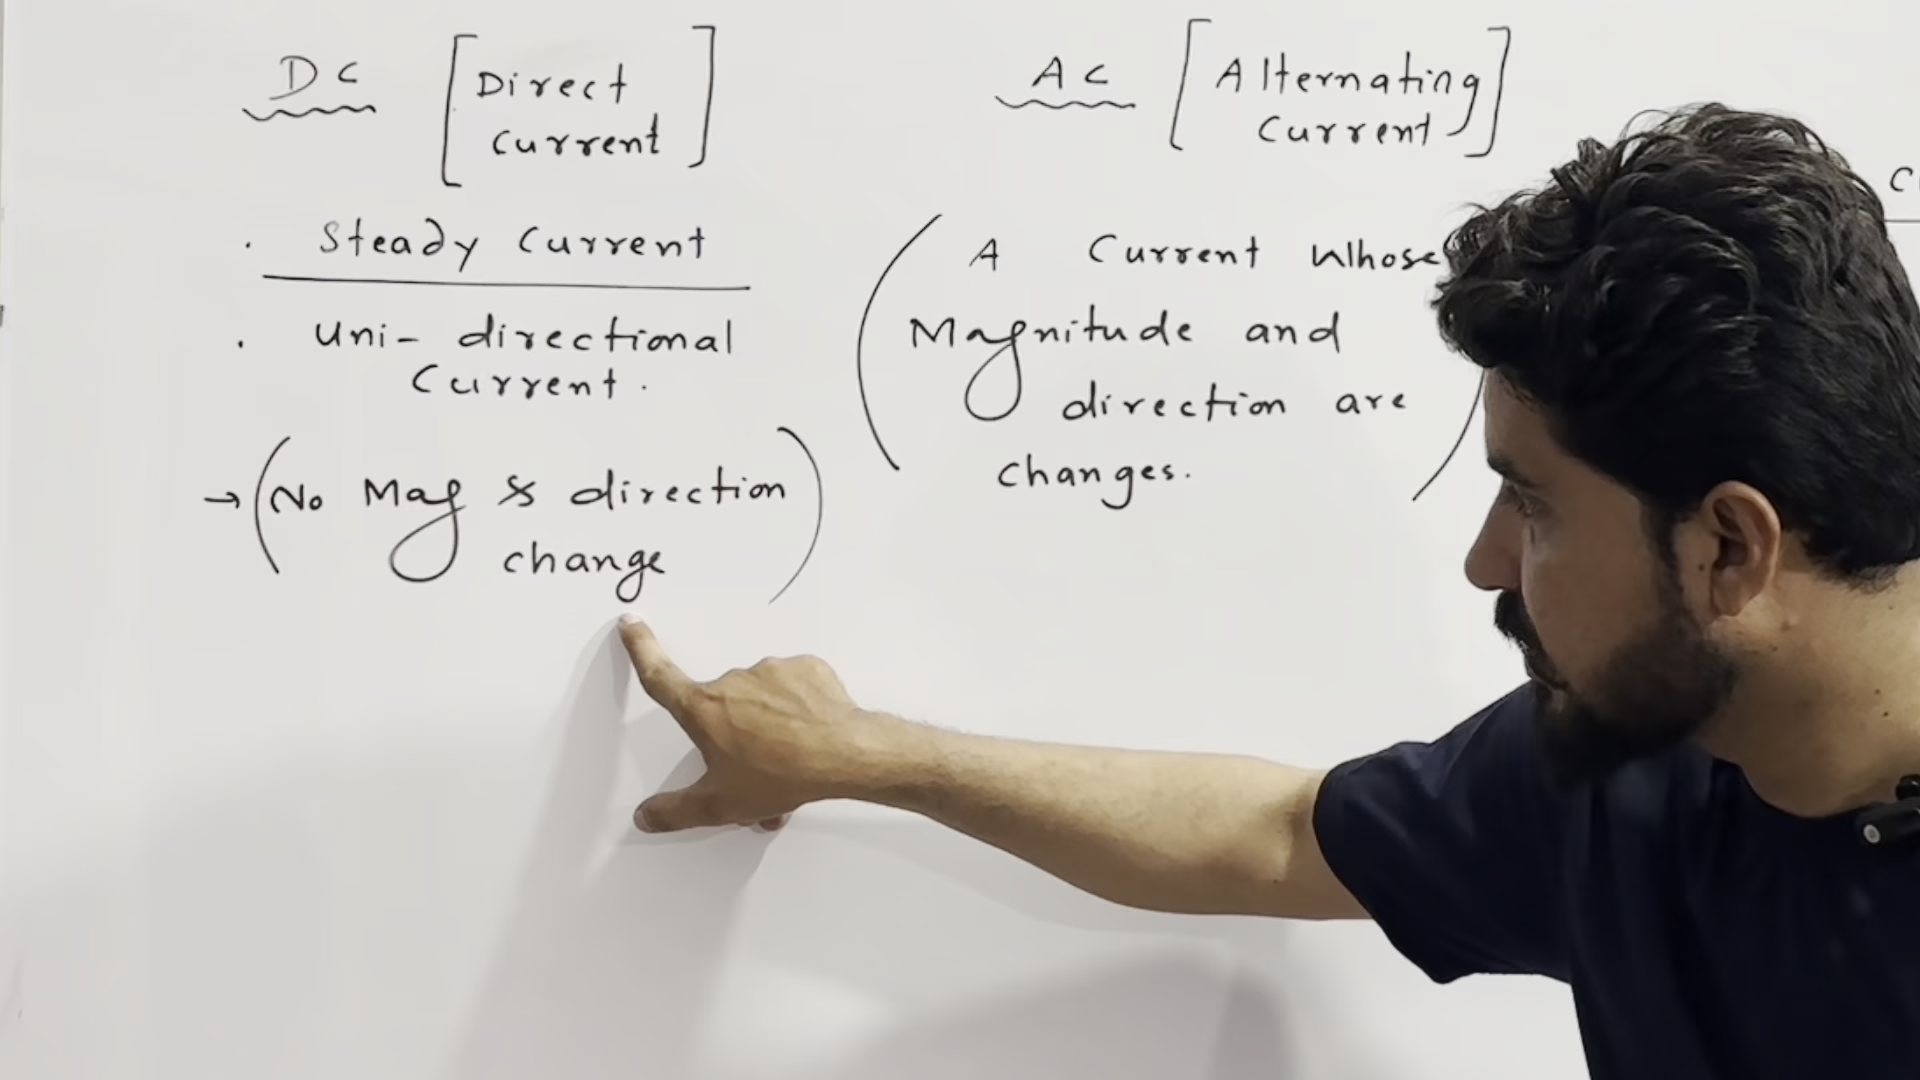 DC [Direct
Current]
. Steady Current
. Uni-directional
Current.
→ (No Mag & direction
change)
AC [Alternating
Current]
(A Current Whose
Magnitude and
direction are
changes.)